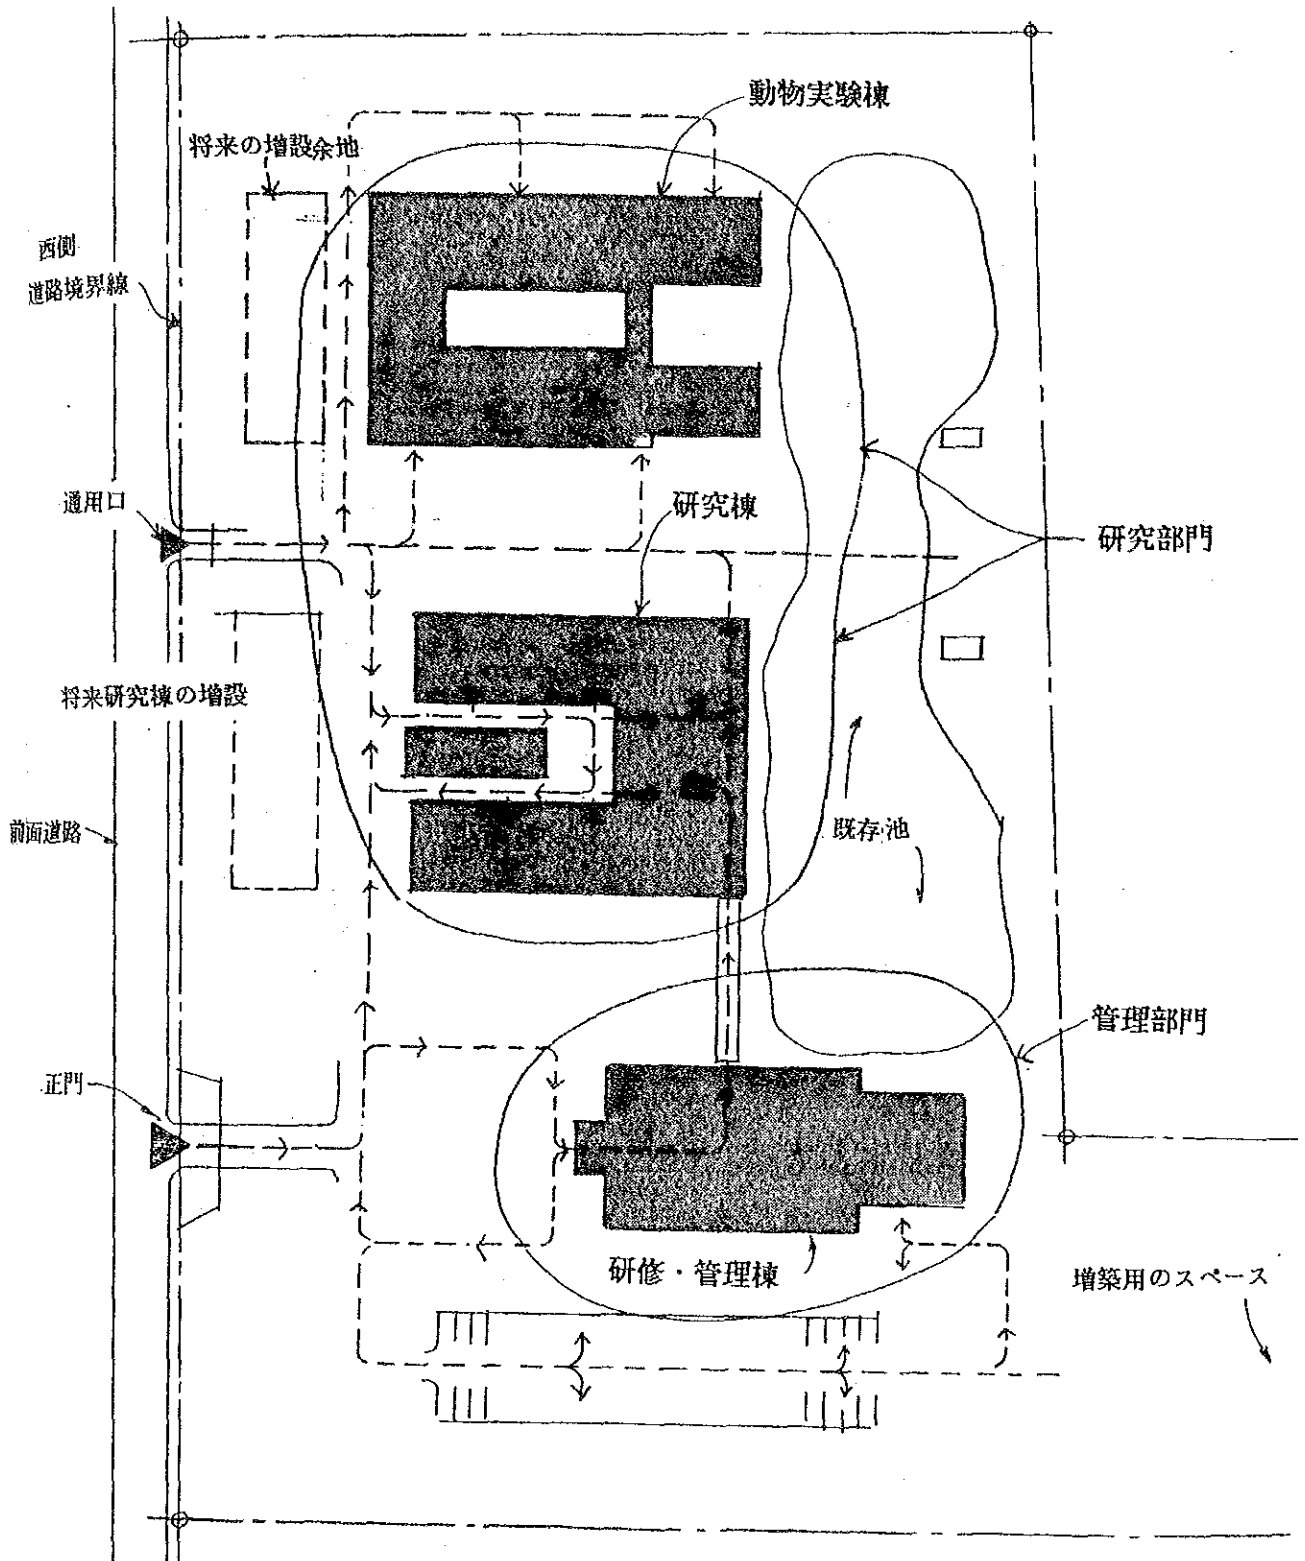 動物実験棟
将来の増設余地
西側
道路境界線
通用口
研究棟
研究部門
将来研究棟の増設
前面道路
既存池
管理部門
正門
研修・管理棟
増築用のスペース